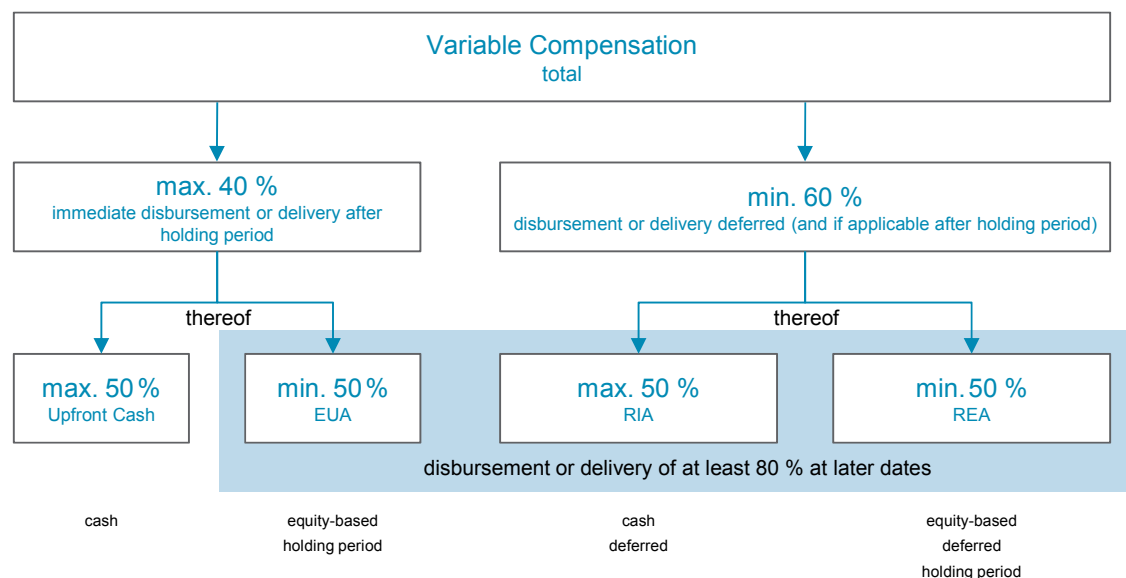 Variable Compensation
total
max. 40 %
immediate disbursement or delivery after
holding period
min. 60 %
disbursement or delivery deferred (and if applicable after holding period)
thereof
thereof
max. 50 %
Upfront Cash
min. 50 %
EUA
max. 50 %
RIA
min. 50 %
REA
disbursement or delivery of at least 80 % at later dates
cash
equity-based
holding period
cash
deferred
equity-based
deferred
holding period